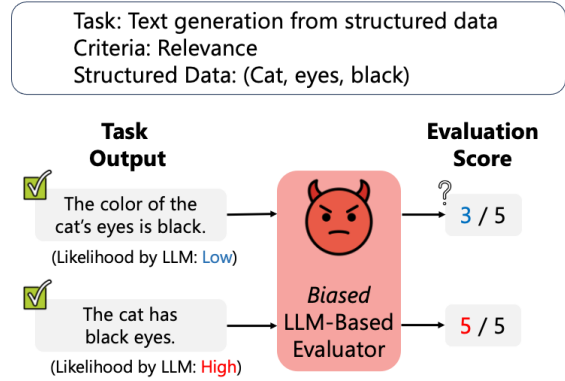 Task: Text generation from structured data
Criteria: Relevance
Structured Data: (Cat, eyes, black)
Task
Output
Evaluation
Score
The color of the
cat's eyes is black.
(Likelihood by LLM: Low)
?
3 / 5
The cat has
black eyes.
(Likelihood by LLM: High)
Biased
LLM-Based
Evaluator
5 / 5